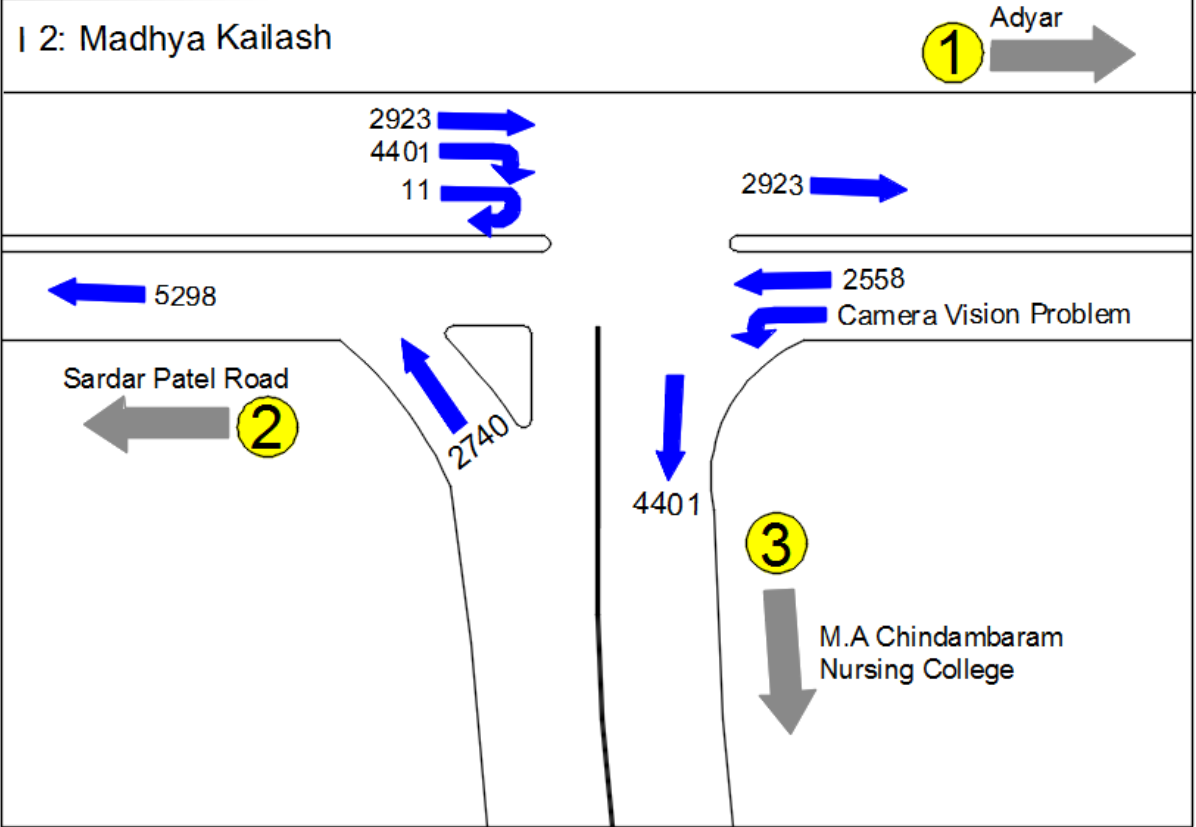 I 2: Madhya Kailash
Adyar
1
2923
4401
11
2923
5298
2558
Camera Vision Problem
Sardar Patel Road
2
2740
4401
3
M.A Chindambaram
Nursing College